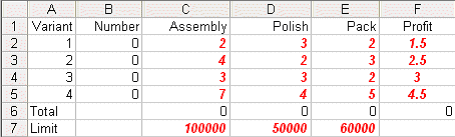 A B C D E F
1 Variant Number Assembly Polish Pack Profit
2 1 0 2 3 2 1.5
3 2 0 4 2 3 2.5
4 3 0 3 3 2 3
5 4 0 7 4 5 4.5
6 Total 0 0 0 0
7 Limit 100000 50000 60000